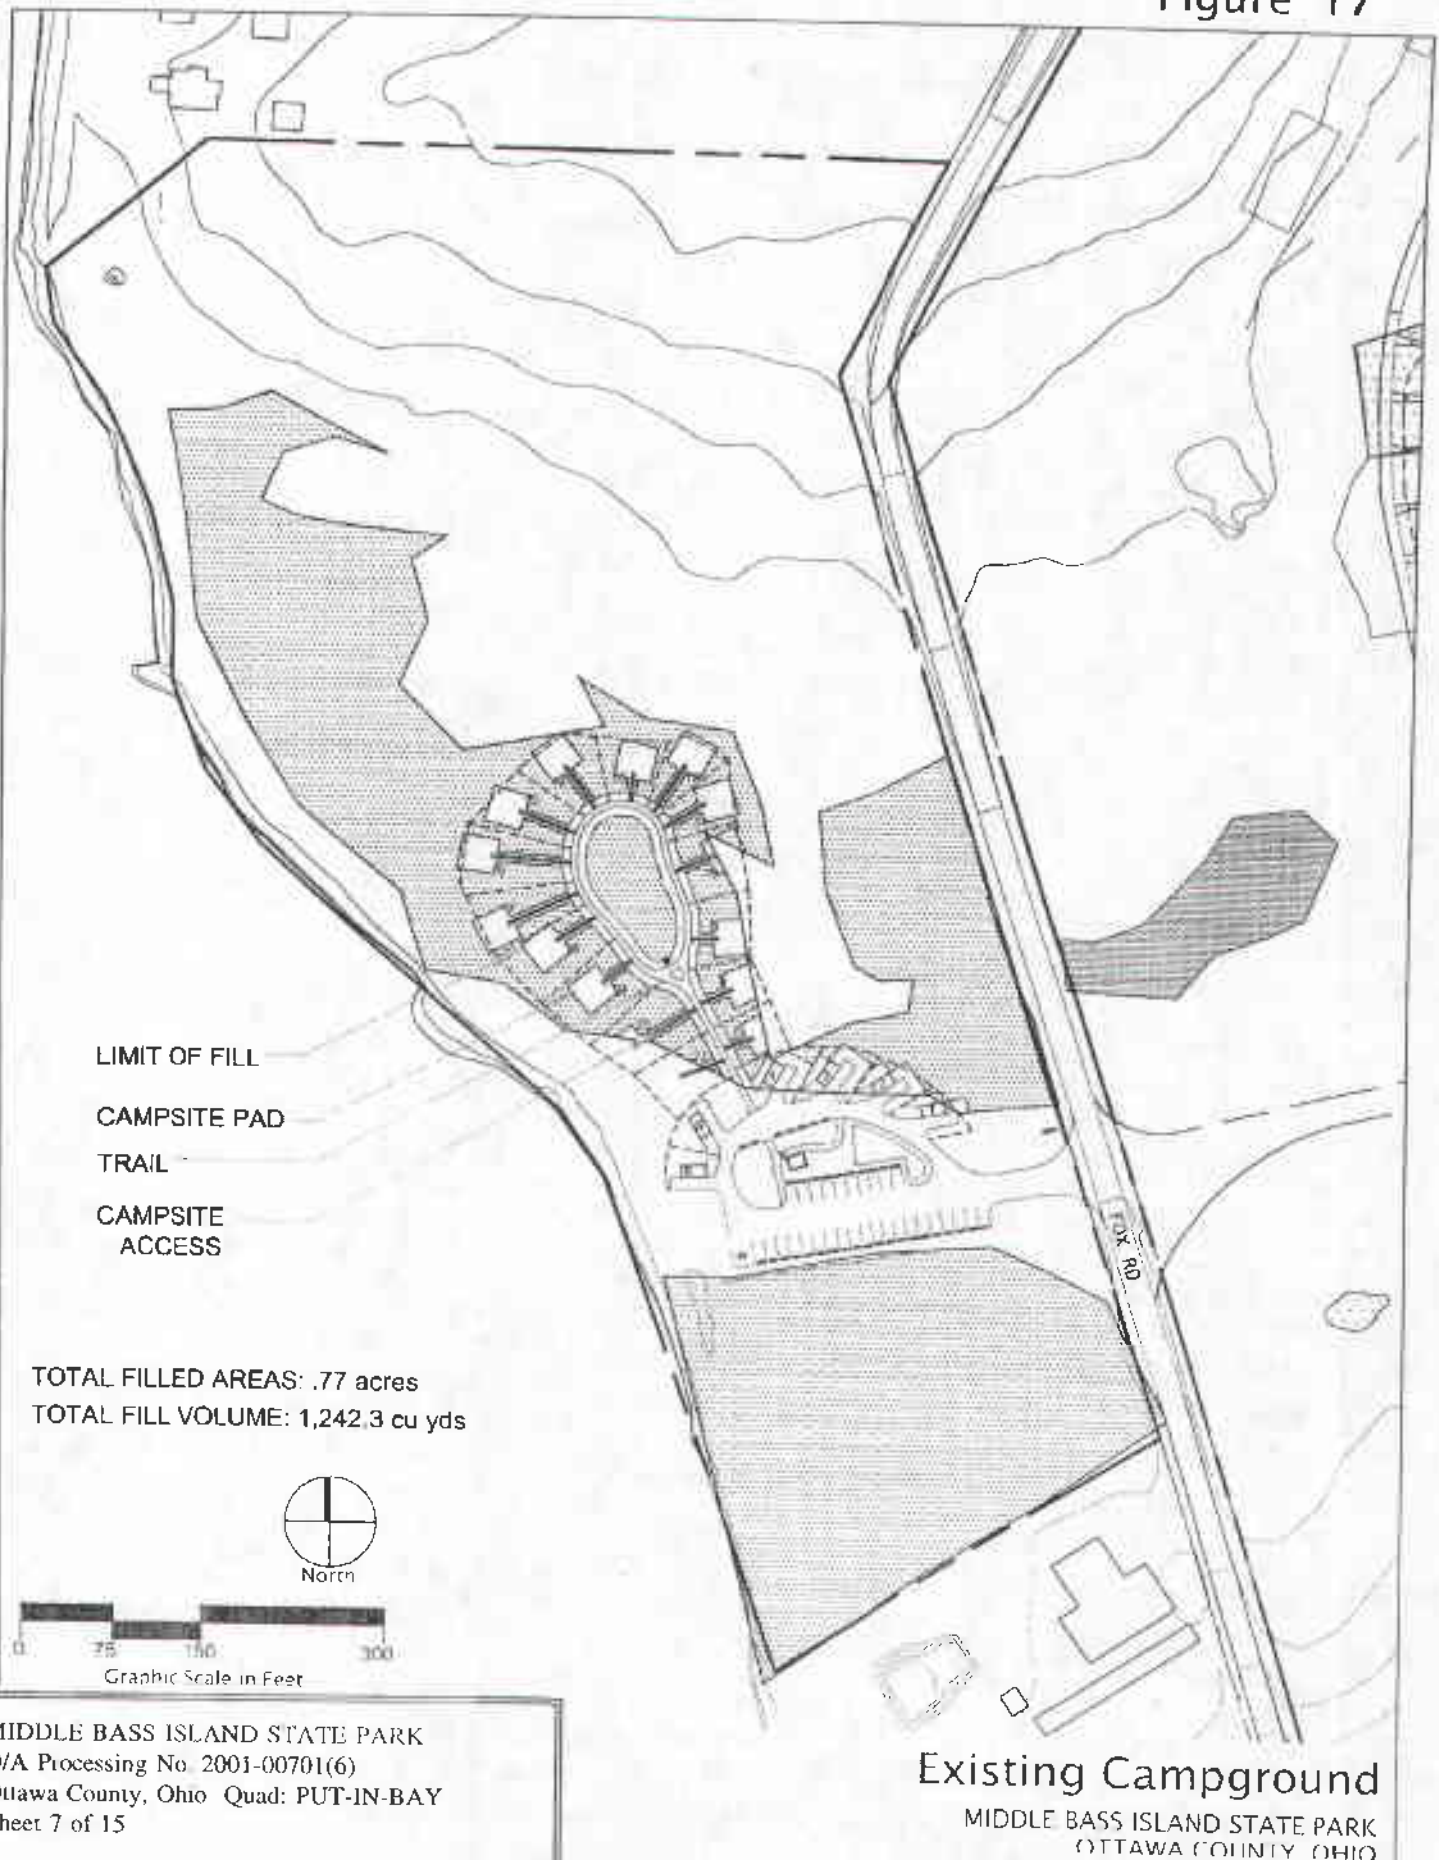 Figure 17
LIMIT OF FILL
CAMPSITE PAD
TRAIL
CAMPSITE
ACCESS
FOX RD
TOTAL FILLED AREAS: .77 acres
TOTAL FILL VOLUME: 1,242.3 cu yds
North
0 75 150 300
Graphic Scale in Feet
MIDDLE BASS ISLAND STATE PARK
D/A Processing No. 2001-00701(6)
Ottawa County, Ohio Quad: PUT-IN-BAY
Sheet 7 of 15
Existing Campground
MIDDLE BASS ISLAND STATE PARK
OTTAWA COUNTY, OHIO